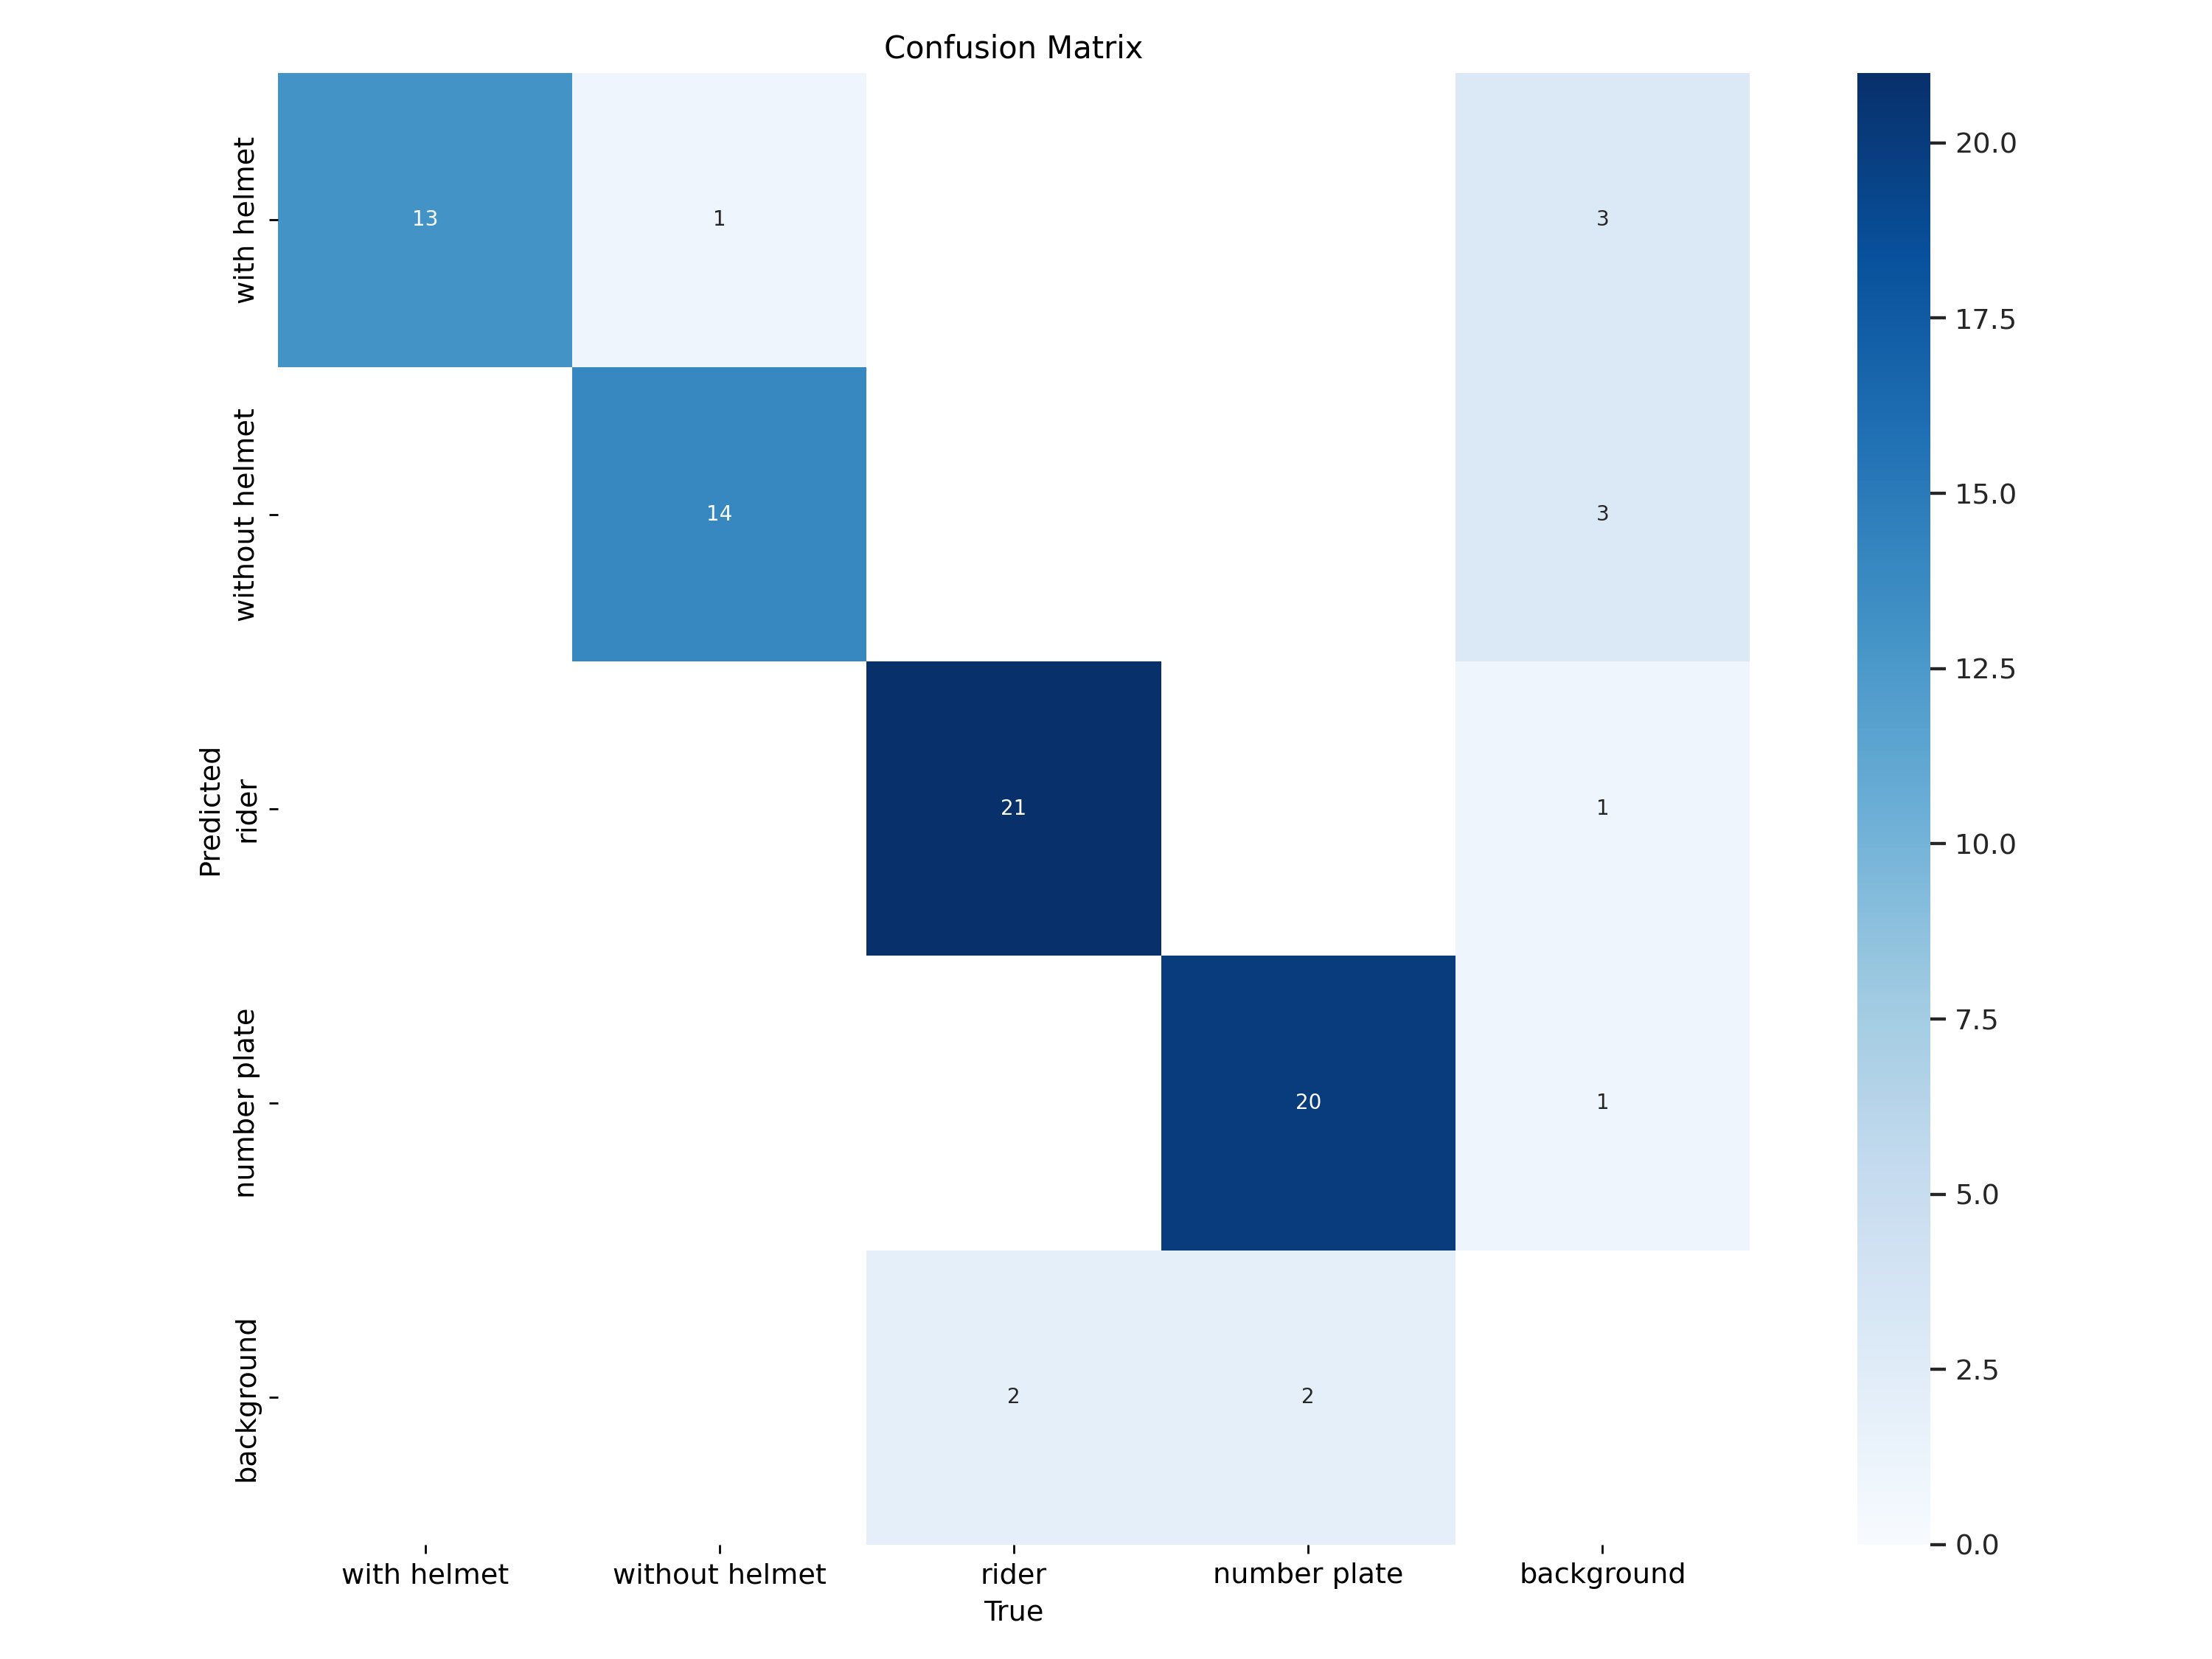 Confusion Matrix
with helmet
13
1
3
without helmet
14
3
Predicted
rider
21
1
number plate
20
1
background
2
2
with helmet
without helmet
rider
number plate
background
True
20.0
17.5
15.0
12.5
10.0
7.5
5.0
2.5
0.0